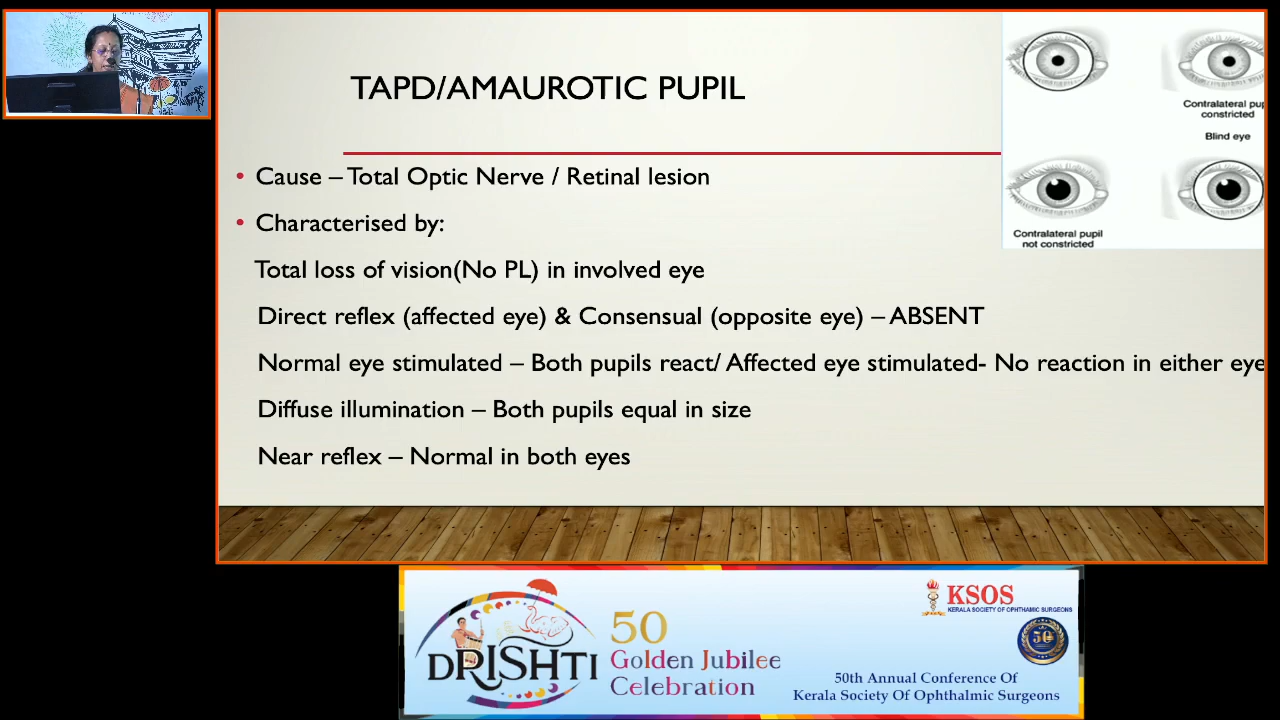 TAPD/AMAUROTIC PUPIL
Contralateral pup
constricted
Blind eye
Contralateral pupil
not constricted
• Cause – Total Optic Nerve / Retinal lesion
• Characterised by:
Total loss of vision(No PL) in involved eye
Direct reflex (affected eye) & Consensual (opposite eye) – ABSENT
Normal eye stimulated – Both pupils react/ Affected eye stimulated- No reaction in either eye
Diffuse illumination – Both pupils equal in size
Near reflex – Normal in both eyes
DRISHTI
50
Golden Jubilee
Celebration
KSOS
KERALA SOCIETY OF OPHTHAMIC SURGEONS
50
50th Annual Conference Of
Kerala Society Of Ophthalmic Surgeons